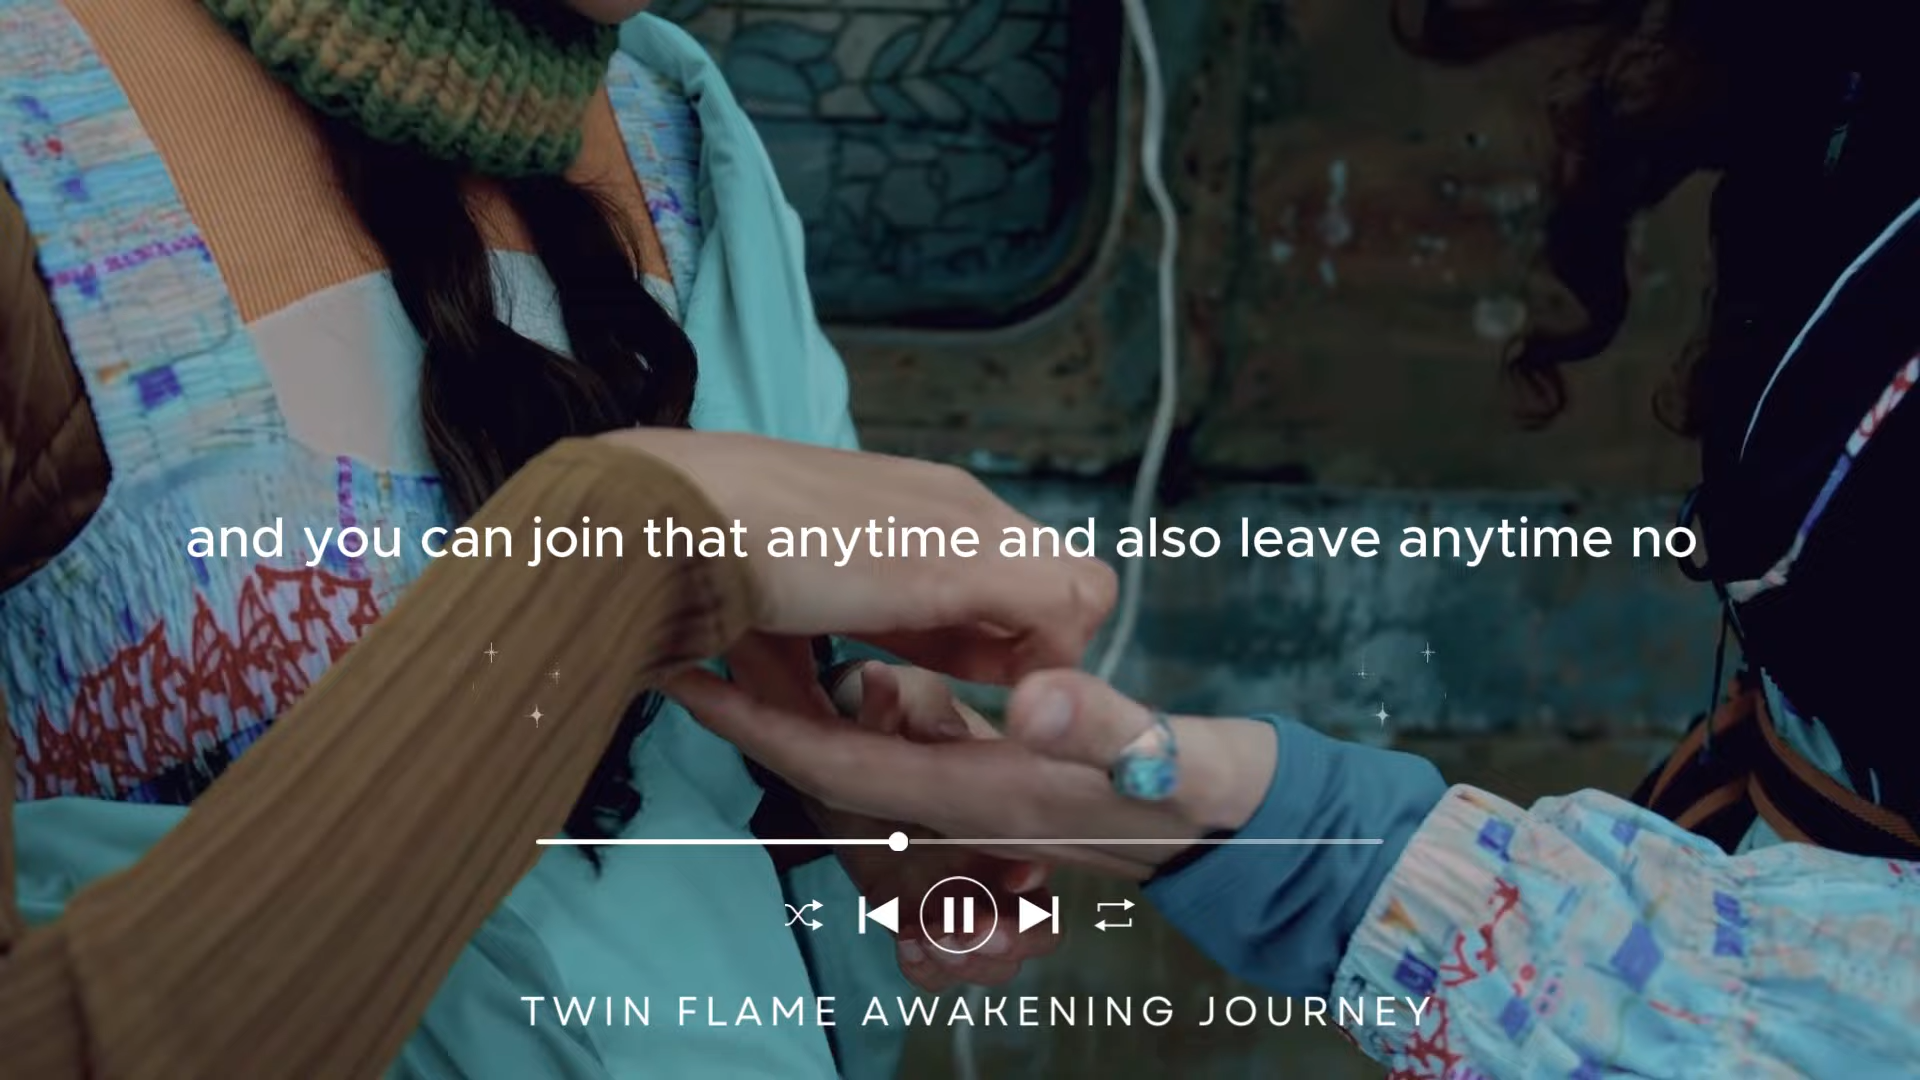 and you can join that anytime and also leave anytime no
TWIN FLAME AWAKENING JOURNEY